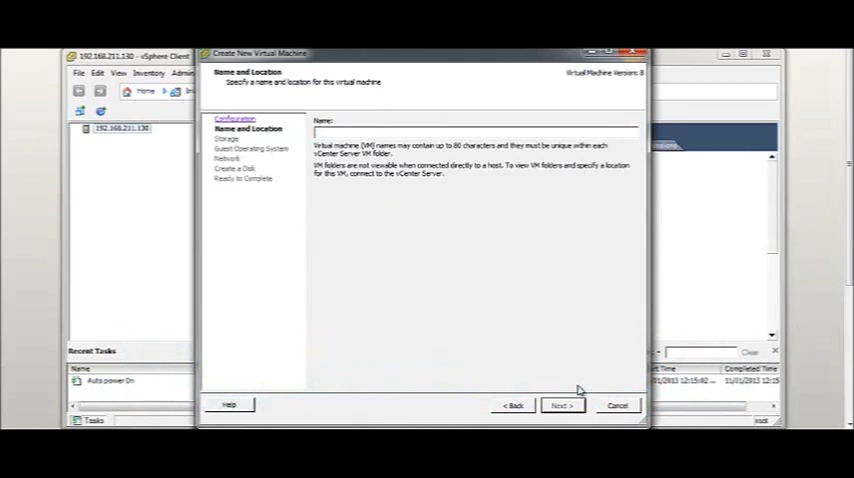 192.168.211.130 - vSphere Client
File Edit View Inventory
Home
192.168.211.130
Create New Virtual Machine
Name and Location
Specify a name and location for this virtual machine
Virtual Machine Version: 8
Configuration
Name and Location
Storage
Guest Operating System
Network
Create a Disk
Ready to Complete
Name:
Virtual machine (VM) names may contain up to 80 characters and they must be unique within each
vCenter Server VM folder.
VM folders are not viewable when connected directly to a host. To view VM folders and specify a location
for this VM, connect to the vCenter Server.
Help
< Back
Next >
Cancel
Recent Tasks
Clear
Name
Completed Time
Auto power On
11/01/2013 12:15
Tasks
root